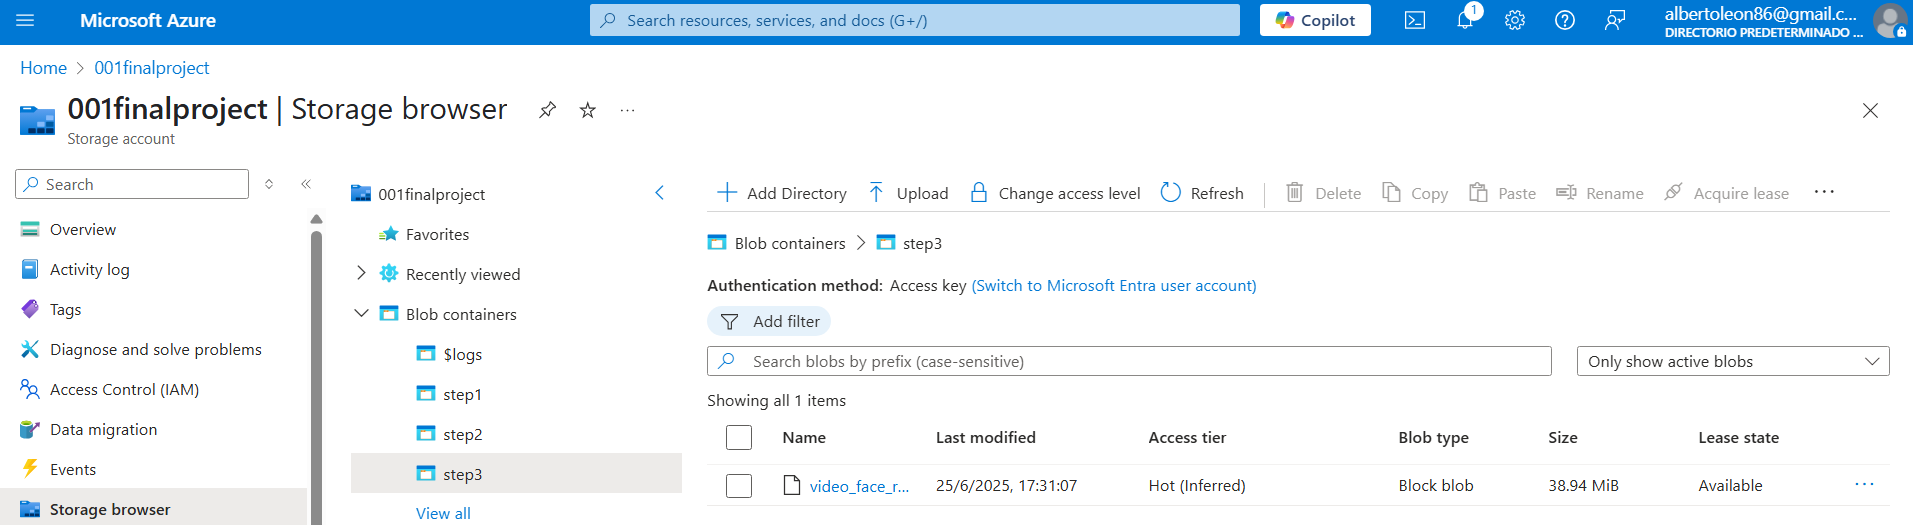 Microsoft Azure
Search resources, services, and docs (G+/)
Copilot
1
albertoleon86@gmail.c...
DIRECTORIO PREDETERMINADO ...
Home > 001finalproject
001finalproject | Storage browser
Storage account
Search
Overview
Activity log
Tags
Diagnose and solve problems
Access Control (IAM)
Data migration
Events
Storage browser
001finalproject
Favorites
Recently viewed
Blob containers
$logs
step1
step2
step3
View all
Add Directory Upload Change access level Refresh Delete Copy Paste Rename Acquire lease ...
Blob containers > step3
Authentication method: Access key (Switch to Microsoft Entra user account)
Add filter
Search blobs by prefix (case-sensitive)
Only show active blobs
Showing all 1 items
Name Last modified Access tier Blob type Size Lease state
video_face_r... 25/6/2025, 17:31:07 Hot (Inferred) Block blob 38.94 MiB Available ...